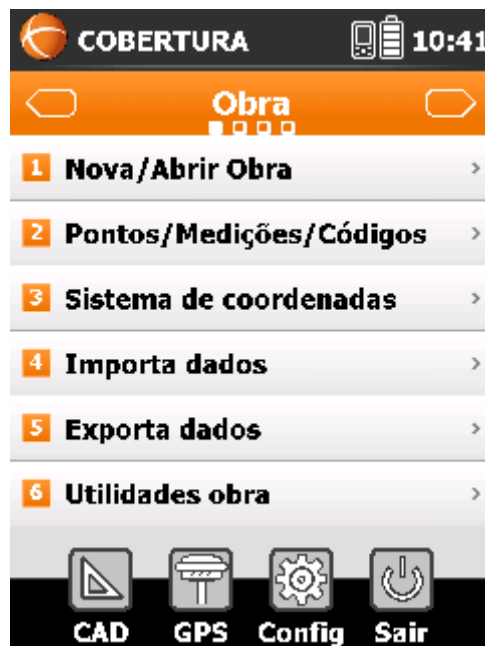 COBERTURA 10:41
Obra
1 Nova/Abrir Obra
2 Pontos/Medições/Códigos
3 Sistema de coordenadas
4 Importa dados
5 Exporta dados
6 Utilidades obra
CAD GPS Config Sair